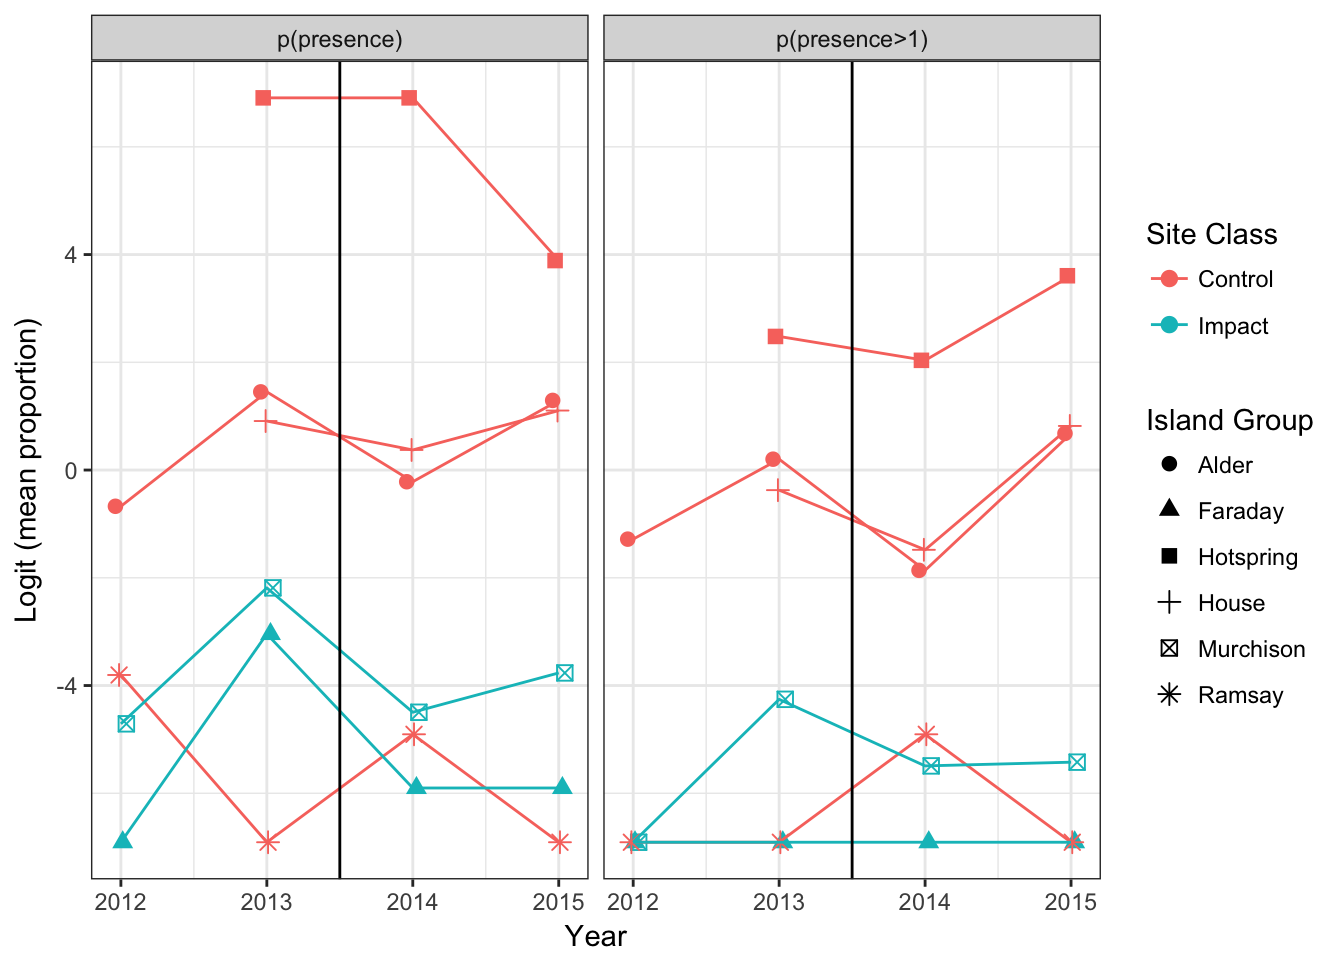 p(presence)
p(presence>1)
4
0
-4
Logit (mean proportion)
2012 2013 2014 2015 2012 2013 2014 2015
Year
Site Class
Control
Impact
Island Group
Alder
Faraday
Hotspring
House
Murchison
Ramsay